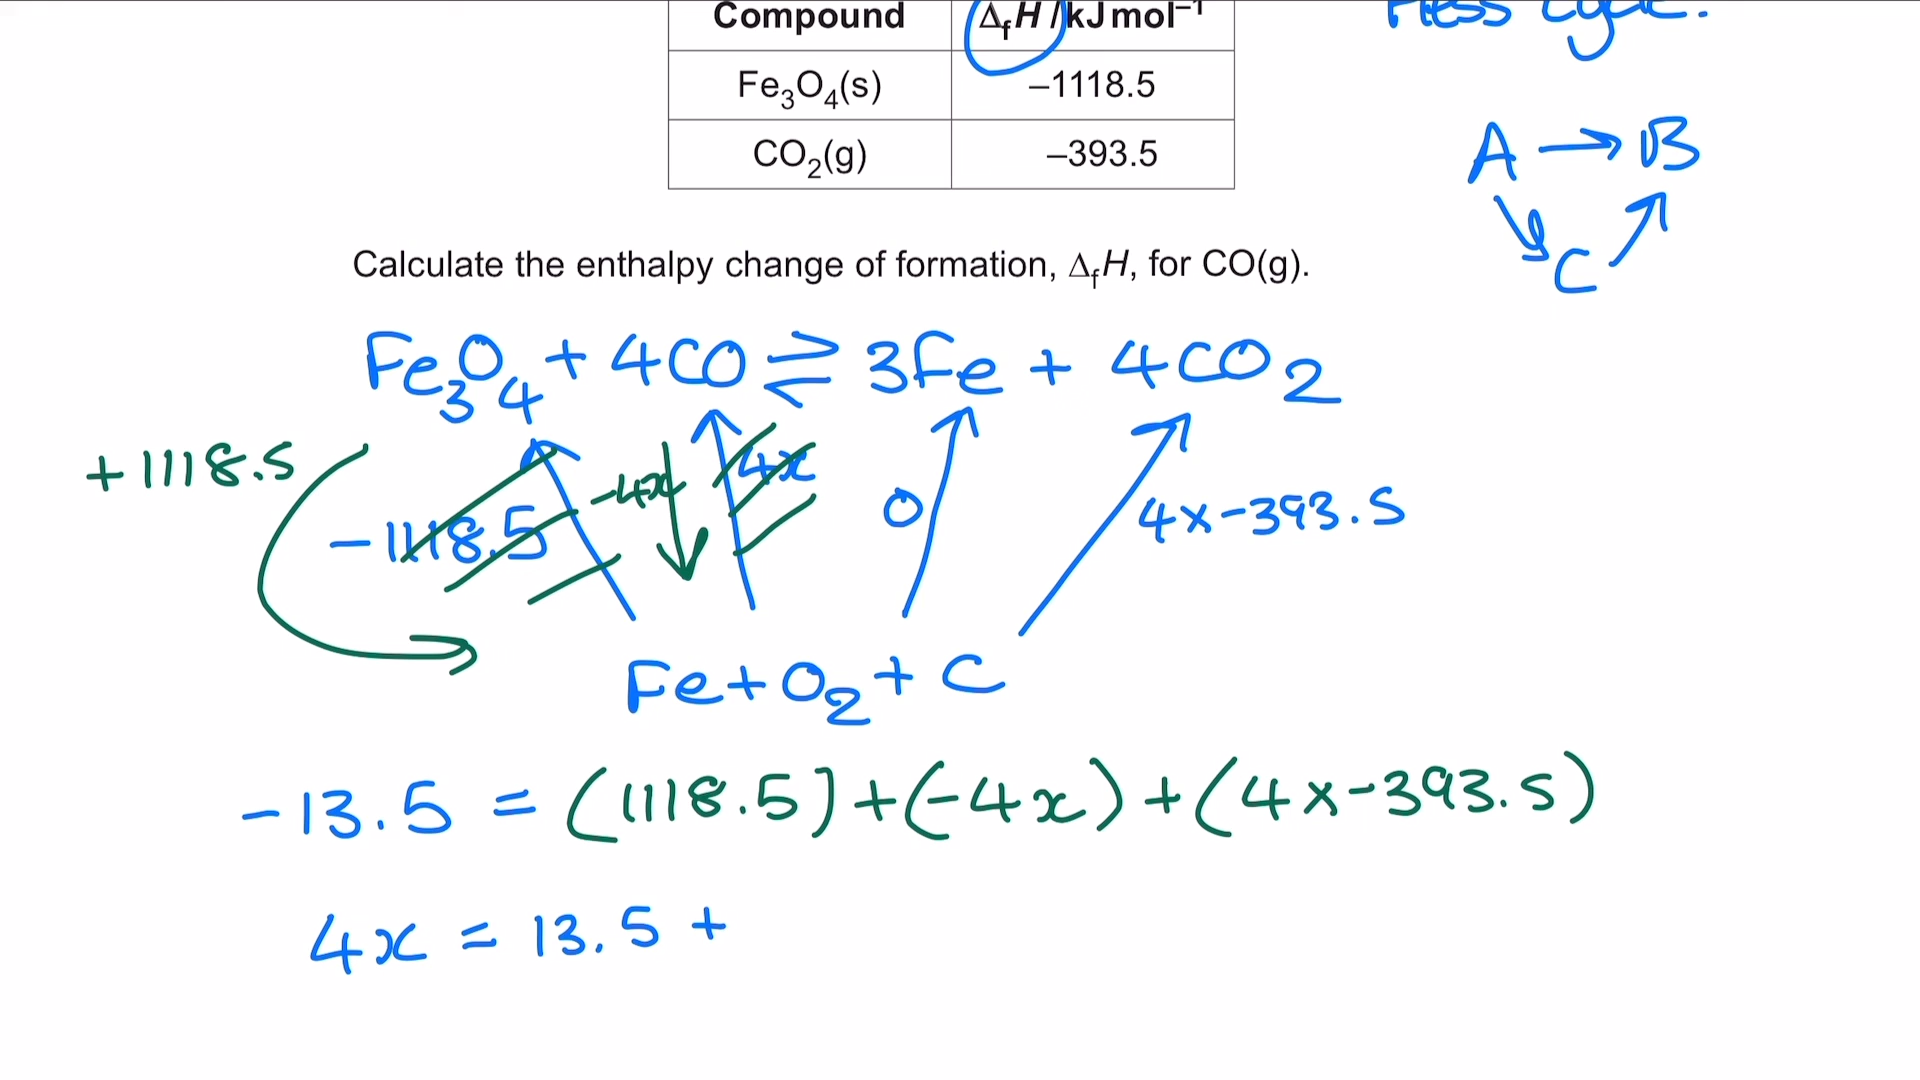 Compound ΔfH / kJ mol⁻¹
Hess cycle.
Fe₃O₄(s) –1118.5
CO₂(g) –393.5
A → B
C
Calculate the enthalpy change of formation, ΔfH, for CO(g).
Fe₃O₄ + 4CO ⇌ 3Fe + 4CO₂
+1118.5
-1118.5
-4x
4x
0
4x-393.5
Fe + O₂ + C
-13.5 = (1118.5) + (-4x) + (4x-393.5)
4x = 13.5 +